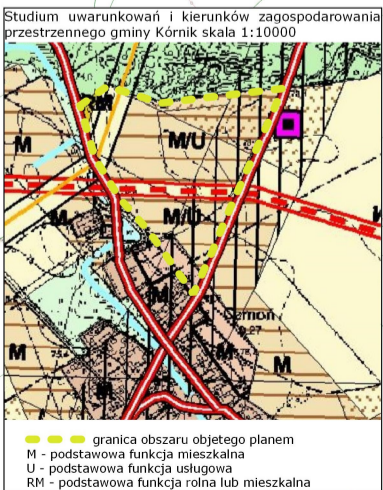 Studium uwarunkowań i kierunków zagospodarowania
przestrzennego gminy Kórnik skala 1:10000
M
M
M/U
M
M/U
M
M
M
M
M
granica obszaru objetego planem
M - podstawowa funkcja mieszkalna
U - podstawowa funkcja usługowa
RM - podstawowa funkcja rolna lub mieszkalna